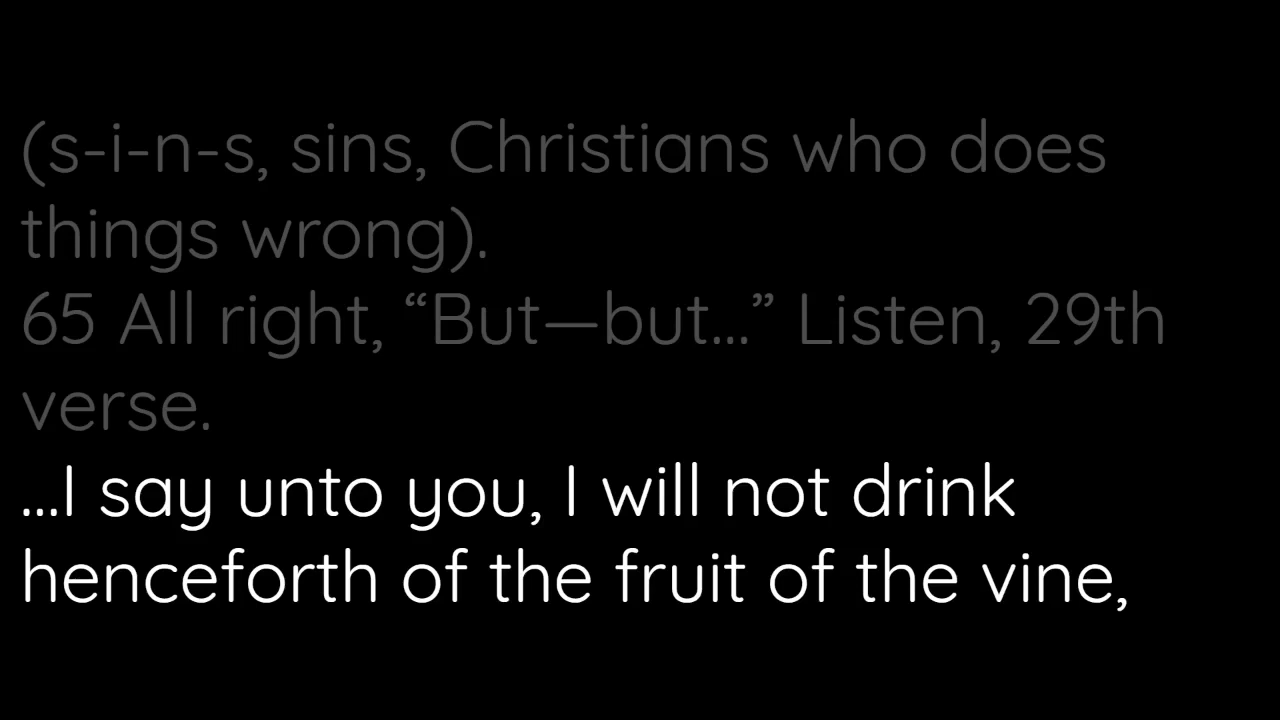 (s-i-n-s, sins, Christians who does
things wrong).
65 All right, “But—but...” Listen, 29th
verse.
...I say unto you, I will not drink
henceforth of the fruit of the vine,